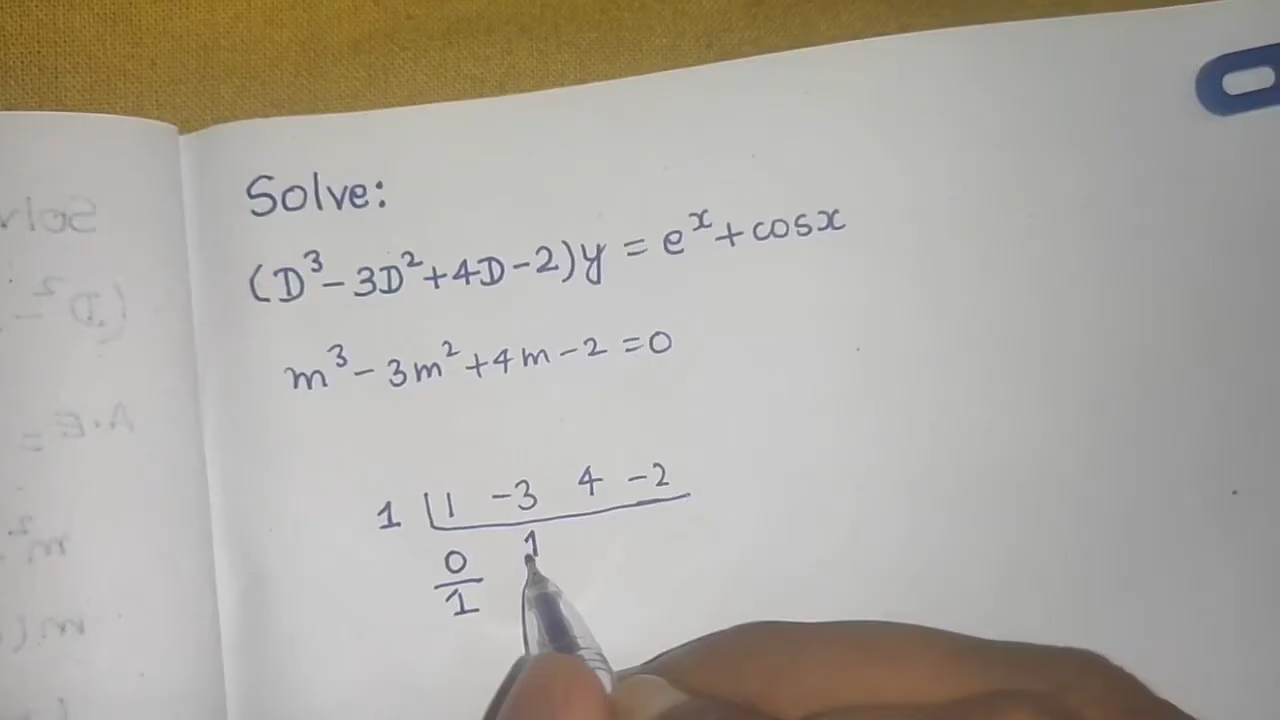 Solve:
(D³-3D²+4D-2)y = eˣ+cosx
m³-3m²+4m-2=0
1 | 1 -3 4 -2
0 1
1